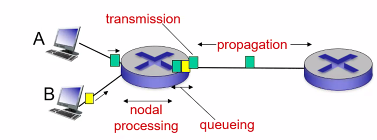 transmission
A
propagation
B
nodal
processing
queueing